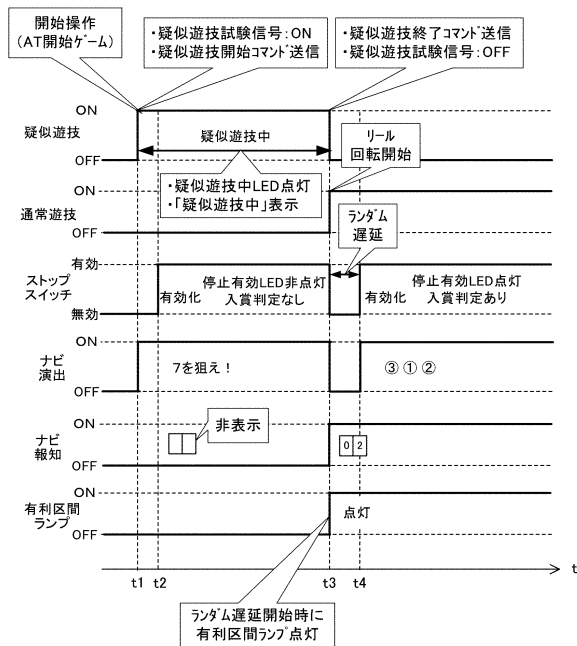 開始操作
(AT開始ゲーム)
・疑似遊技試験信号:ON
・疑似遊技開始コマンド送信
・疑似遊技終了コマンド送信
・疑似遊技試験信号:OFF
ON
疑似遊技
OFF
疑似遊技中
リール
回転開始
・疑似遊技中LED点灯
・「疑似遊技中」表示
ON
通常遊技
OFF
ランダム
遅延
有効
ストップ
スイッチ
無効
有効化
停止有効LED非点灯
入賞判定なし
有効化
停止有効LED点灯
入賞判定あり
ON
ナビ
演出
OFF
7を狙え!
③①②
ON
ナビ
報知
OFF
非表示
0 2
ON
有利区間
ランプ
OFF
点灯
t1 t2 t3 t4 t
ランダム遅延開始時に
有利区間ランプ点灯